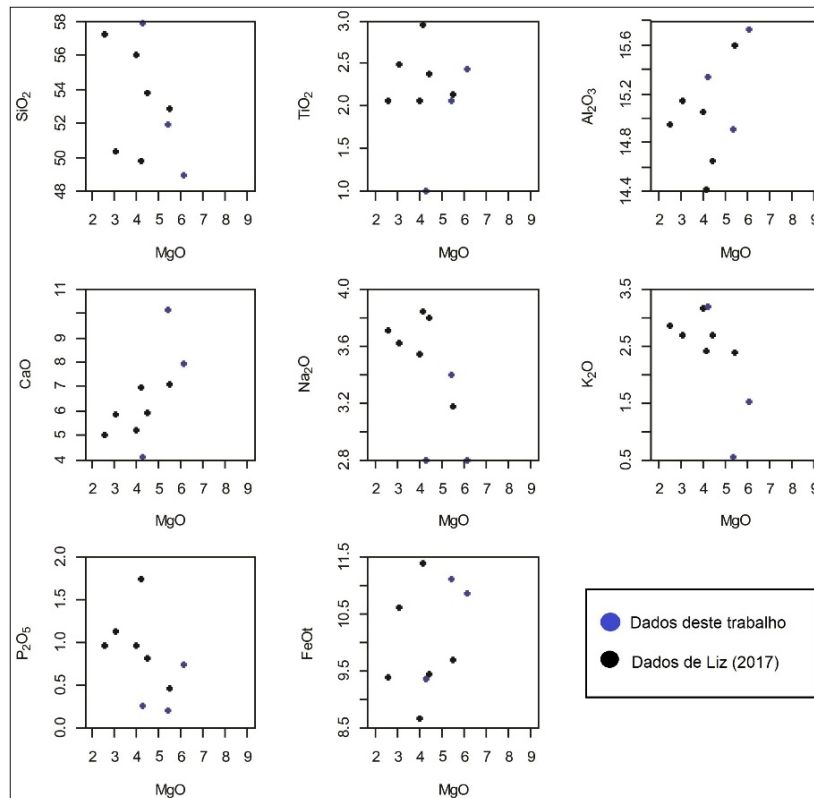 SiO₂
48 50 52 54 56 58
2 3 4 5 6 7 8 9
MgO
TiO₂
1.0 1.5 2.0 2.5 3.0
2 3 4 5 6 7 8 9
MgO
Al₂O₃
14.4 14.8 15.2 15.6
2 3 4 5 6 7 8 9
MgO
CaO
4 5 6 7 8 9 11
2 3 4 5 6 7 8 9
MgO
Na₂O
2.8 3.2 3.6 4.0
2 3 4 5 6 7 8 9
MgO
K₂O
0.5 1.5 2.5 3.5
2 3 4 5 6 7 8 9
MgO
P₂O₅
0.0 0.5 1.0 1.5 2.0
2 3 4 5 6 7 8 9
MgO
FeOt
8.5 9.5 10.5 11.5
2 3 4 5 6 7 8 9
MgO
Dados deste trabalho
Dados de Liz (2017)